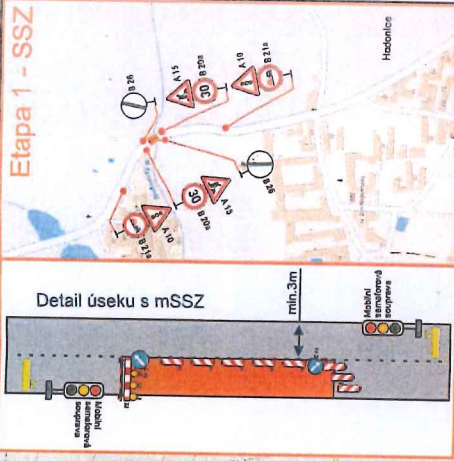 Etapa 1 - SSZ
B 26
A 15
B 20a
30
A 10
B 21a
Hodonice
B 21a
A 10
30
B 20a
A 15
B 26
Detail úseku s mSSZ
min.3m
Mobilní
semaforová
souprava
Mobilní
semaforová
souprava